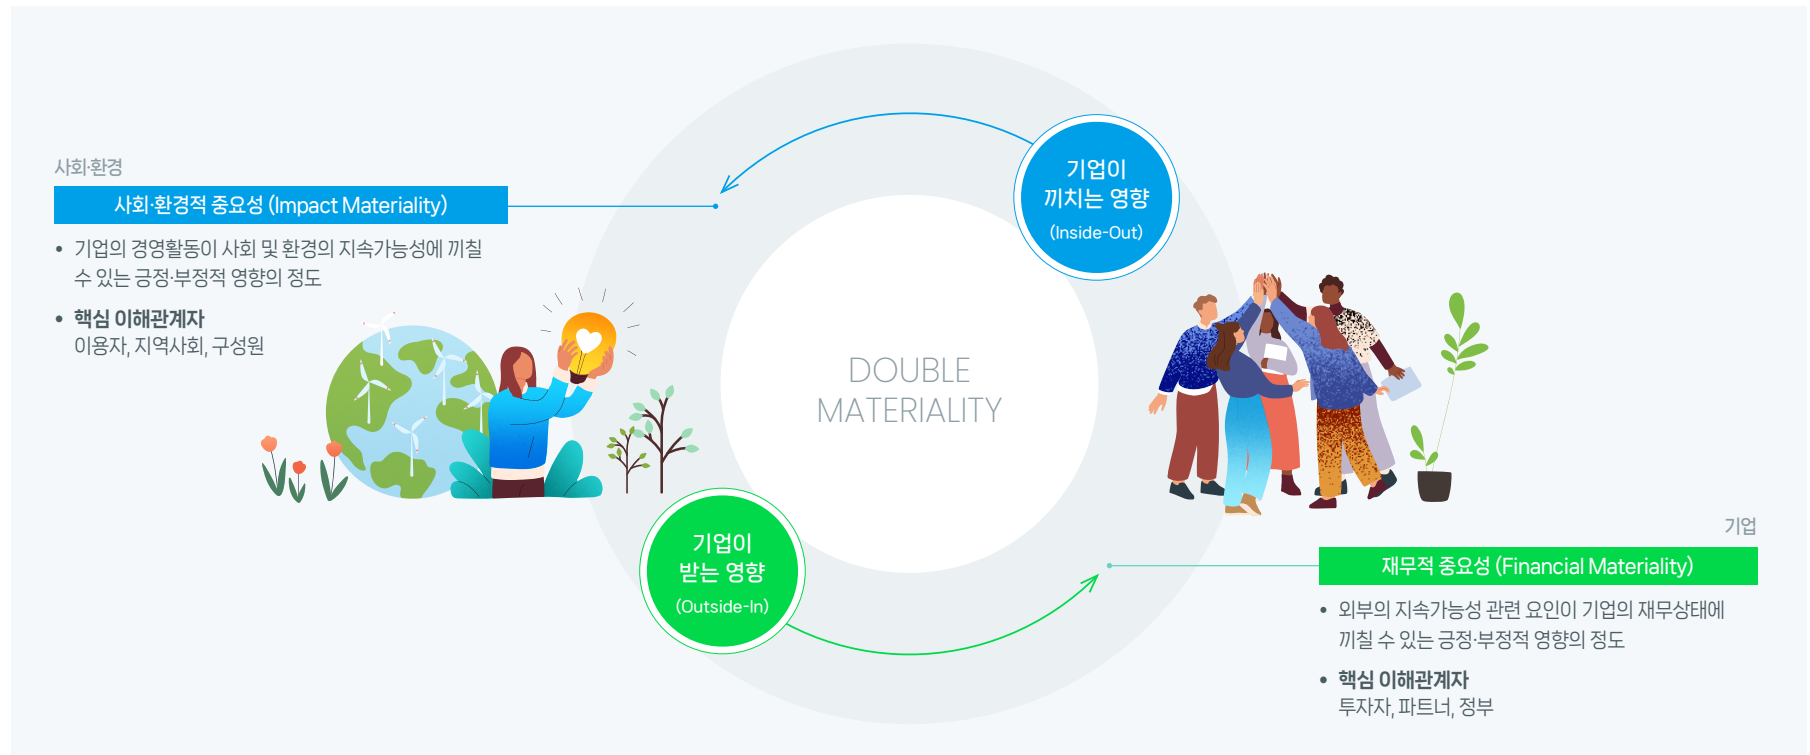 사회·환경
사회·환경적 중요성 (Impact Materiality)
• 기업의 경영활동이 사회 및 환경의 지속가능성에 끼칠
수 있는 긍정·부정적 영향의 정도
• 핵심 이해관계자
이용자, 지역사회, 구성원
기업이
끼치는 영향
(Inside-Out)
DOUBLE
MATERIALITY
기업이
받는 영향
(Outside-In)
기업
재무적 중요성 (Financial Materiality)
• 외부의 지속가능성 관련 요인이 기업의 재무상태에
끼칠 수 있는 긍정·부정적 영향의 정도
• 핵심 이해관계자
투자자, 파트너, 정부